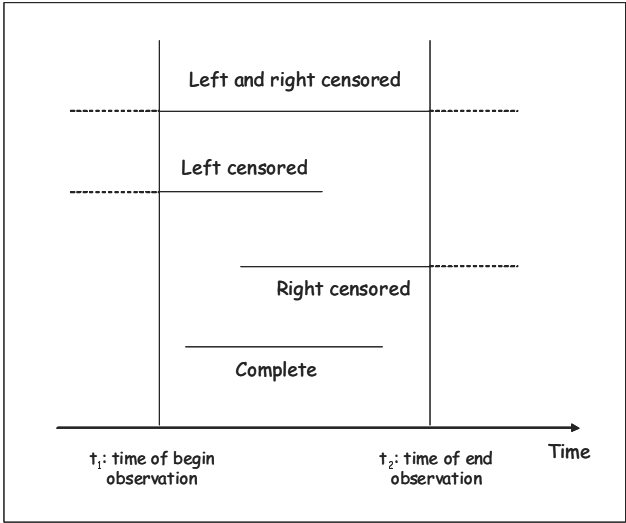 Left and right censored
Left censored
Right censored
Complete
t₁: time of begin
observation
t₂: time of end
observation
Time